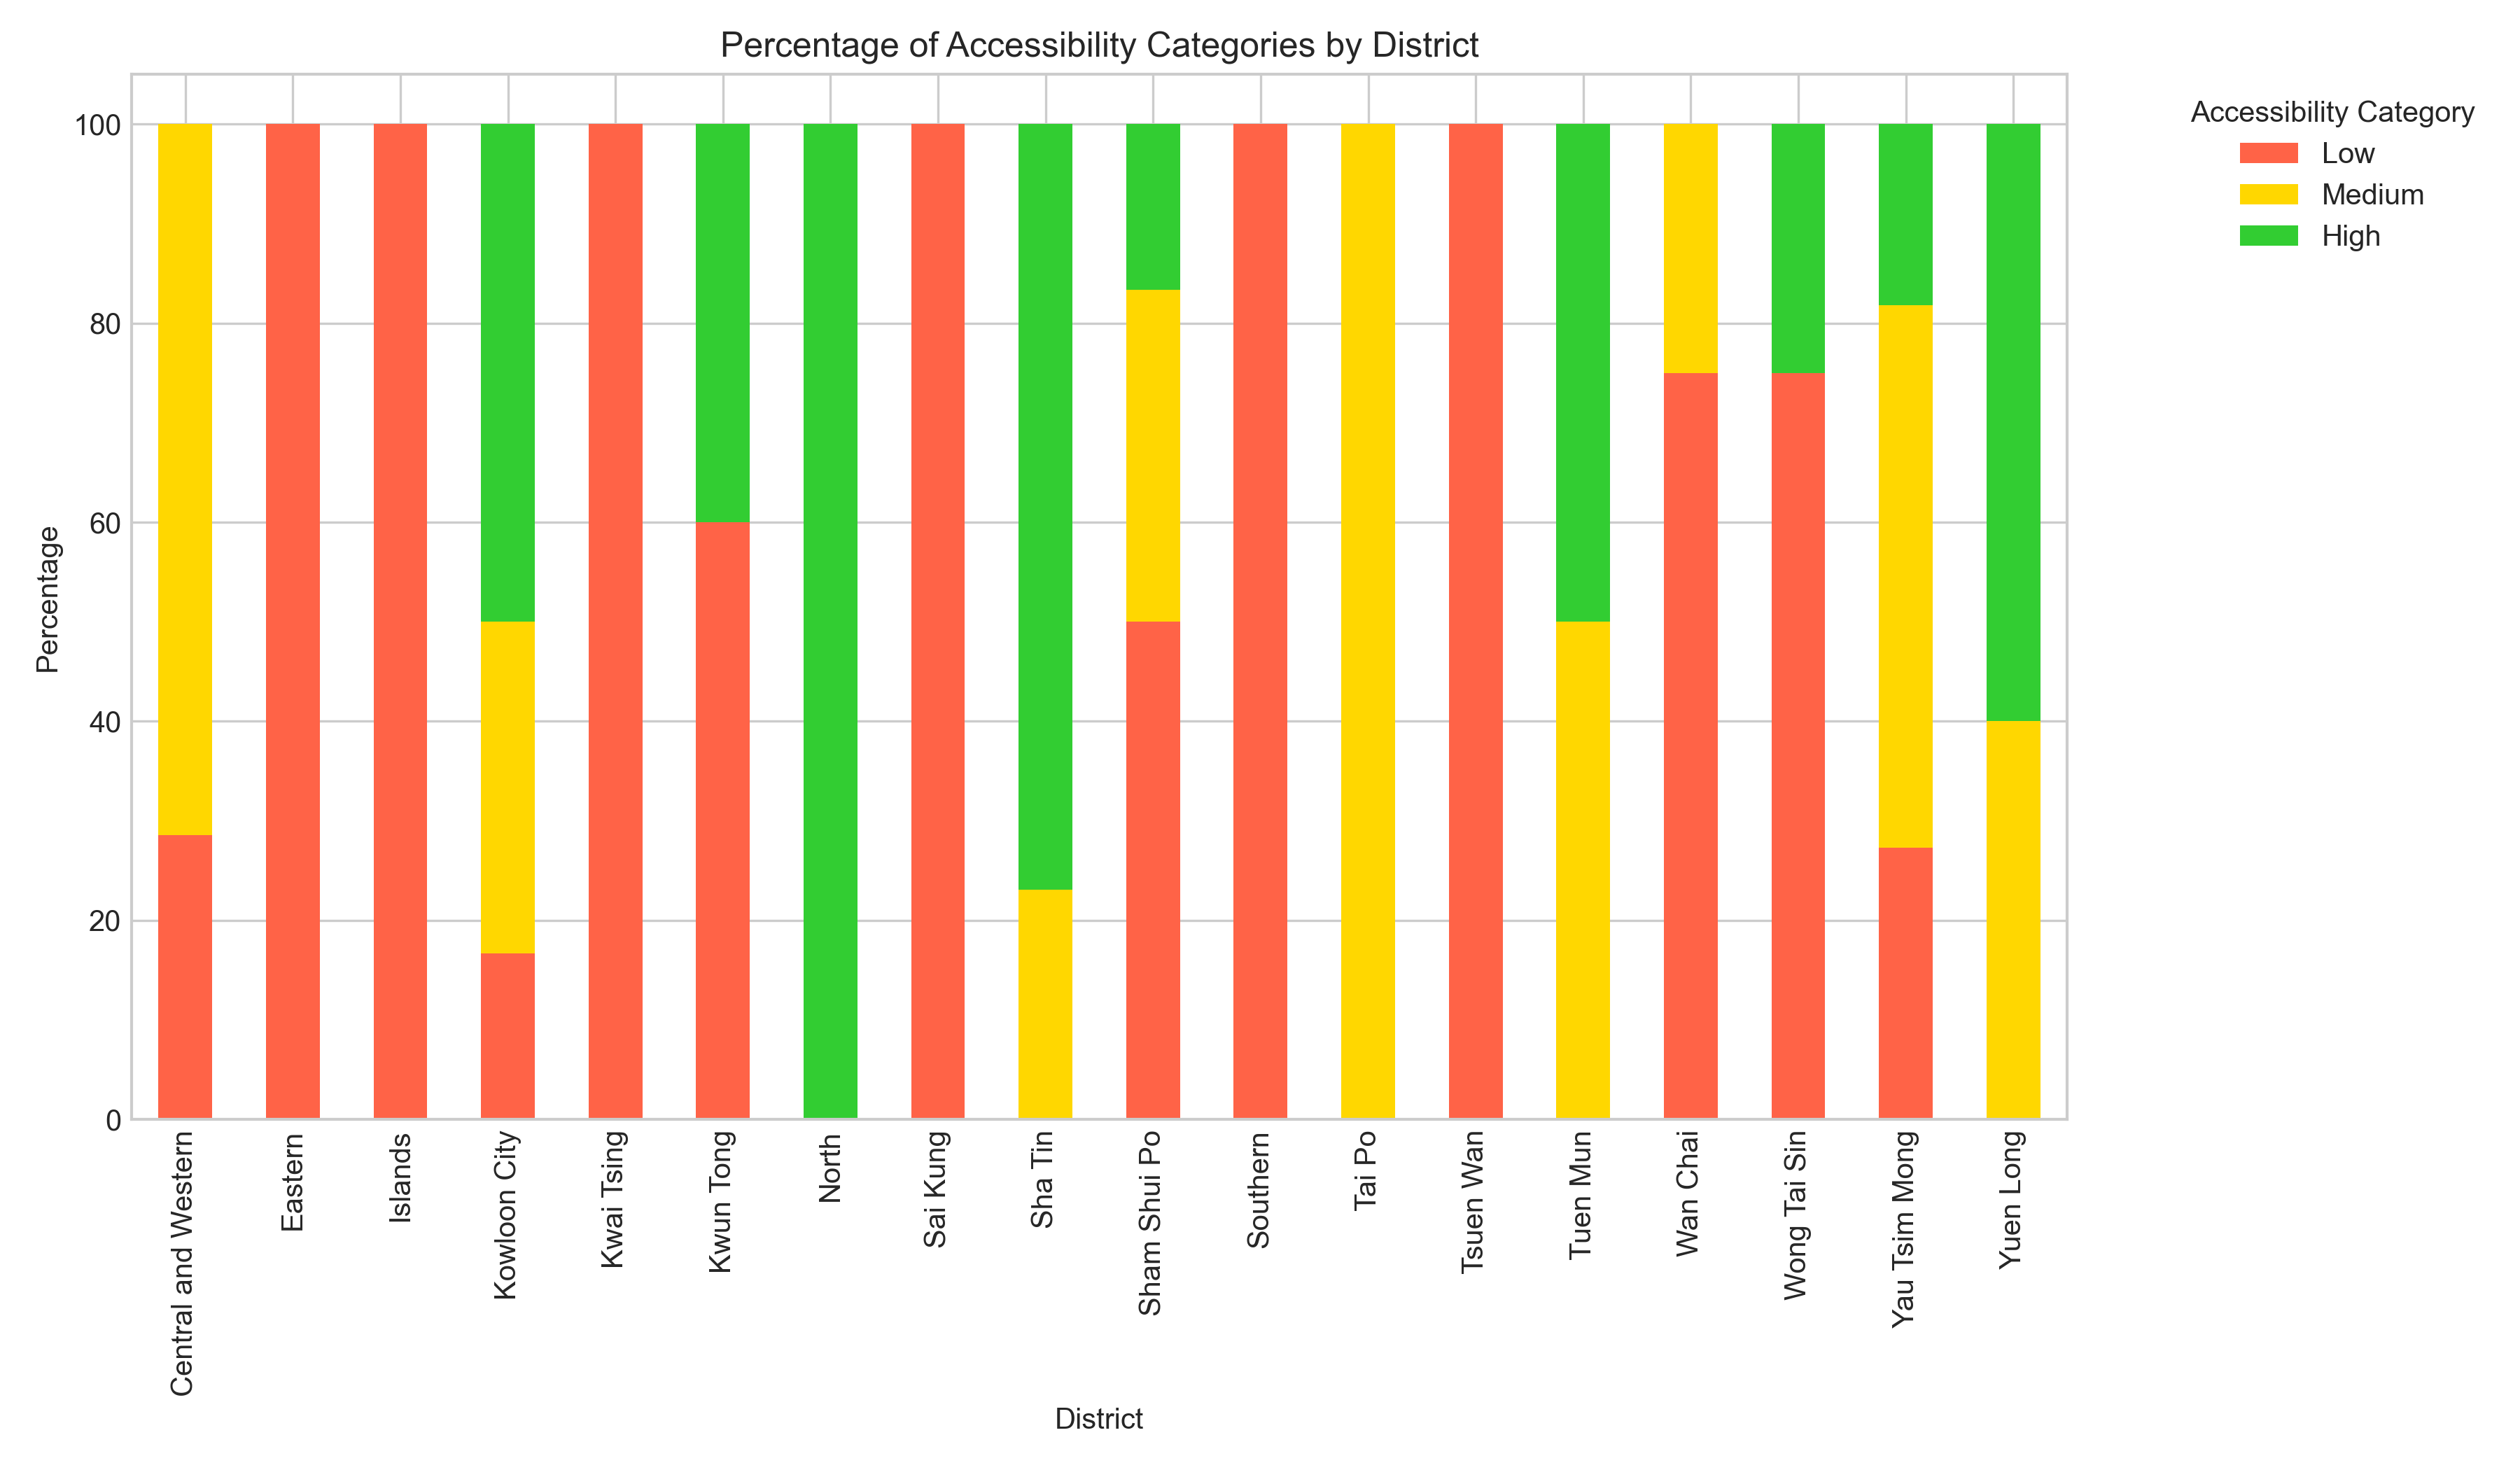 Percentage of Accessibility Categories by District
Accessibility Category
Low
Medium
High
Percentage
100
80
60
40
20
0
Central and Western
Eastern
Islands
Kowloon City
Kwai Tsing
Kwun Tong
North
Sai Kung
Sha Tin
Sham Shui Po
Southern
Tai Po
Tsuen Wan
Tuen Mun
Wan Chai
Wong Tai Sin
Yau Tsim Mong
Yuen Long
District